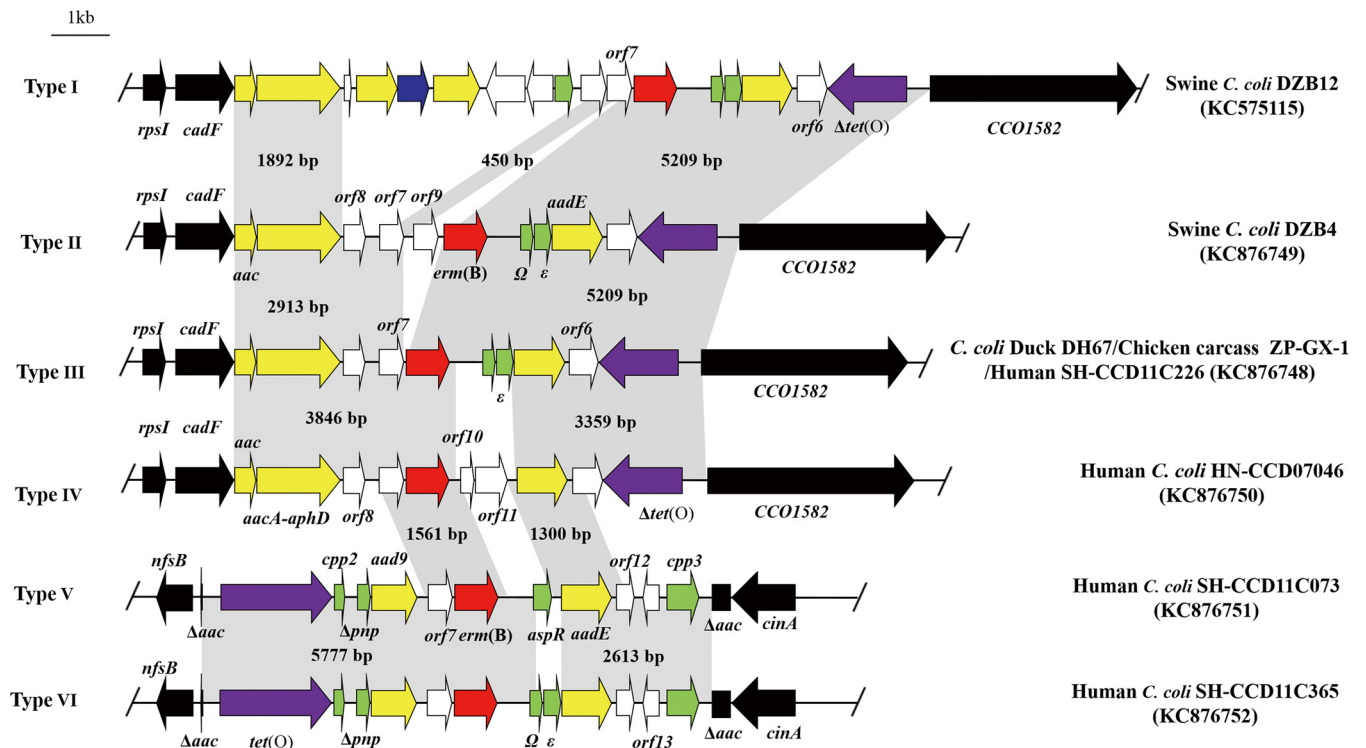 1kb
orf7
Type I
Swine C. coli DZB12
(KC575115)
rpsI cadF orf6 Δtet(O) CCO1582
1892 bp 450 bp 5209 bp
rpsI cadF orf8 orf7 orf9 aadE
Type II
Swine C. coli DZB4
(KC876749)
aac erm(B) Ω ε CCO1582
2913 bp 5209 bp
rpsI cadF orf7 orf6
Type III
C. coli Duck DH67/Chicken carcass ZP-GX-1
/Human SH-CCD11C226 (KC876748)
ε CCO1582
3846 bp 3359 bp
rpsI cadF aac orf10
Type IV
Human C. coli HN-CCD07046
(KC876750)
aacA-aphD orf8 orf11 Δtet(O) CCO1582
1561 bp 1300 bp
nfsB cpp2 aad9 orf12 cpp3
Type V
Human C. coli SH-CCD11C073
(KC876751)
Δaac Δpnp orf7 erm(B) aspR aadE Δaac cinA
5777 bp 2613 bp
nfsB
Type VI
Human C. coli SH-CCD11C365
(KC876752)
Δaac tet(O) Δpnp Ω ε orf13 Δaac cinA